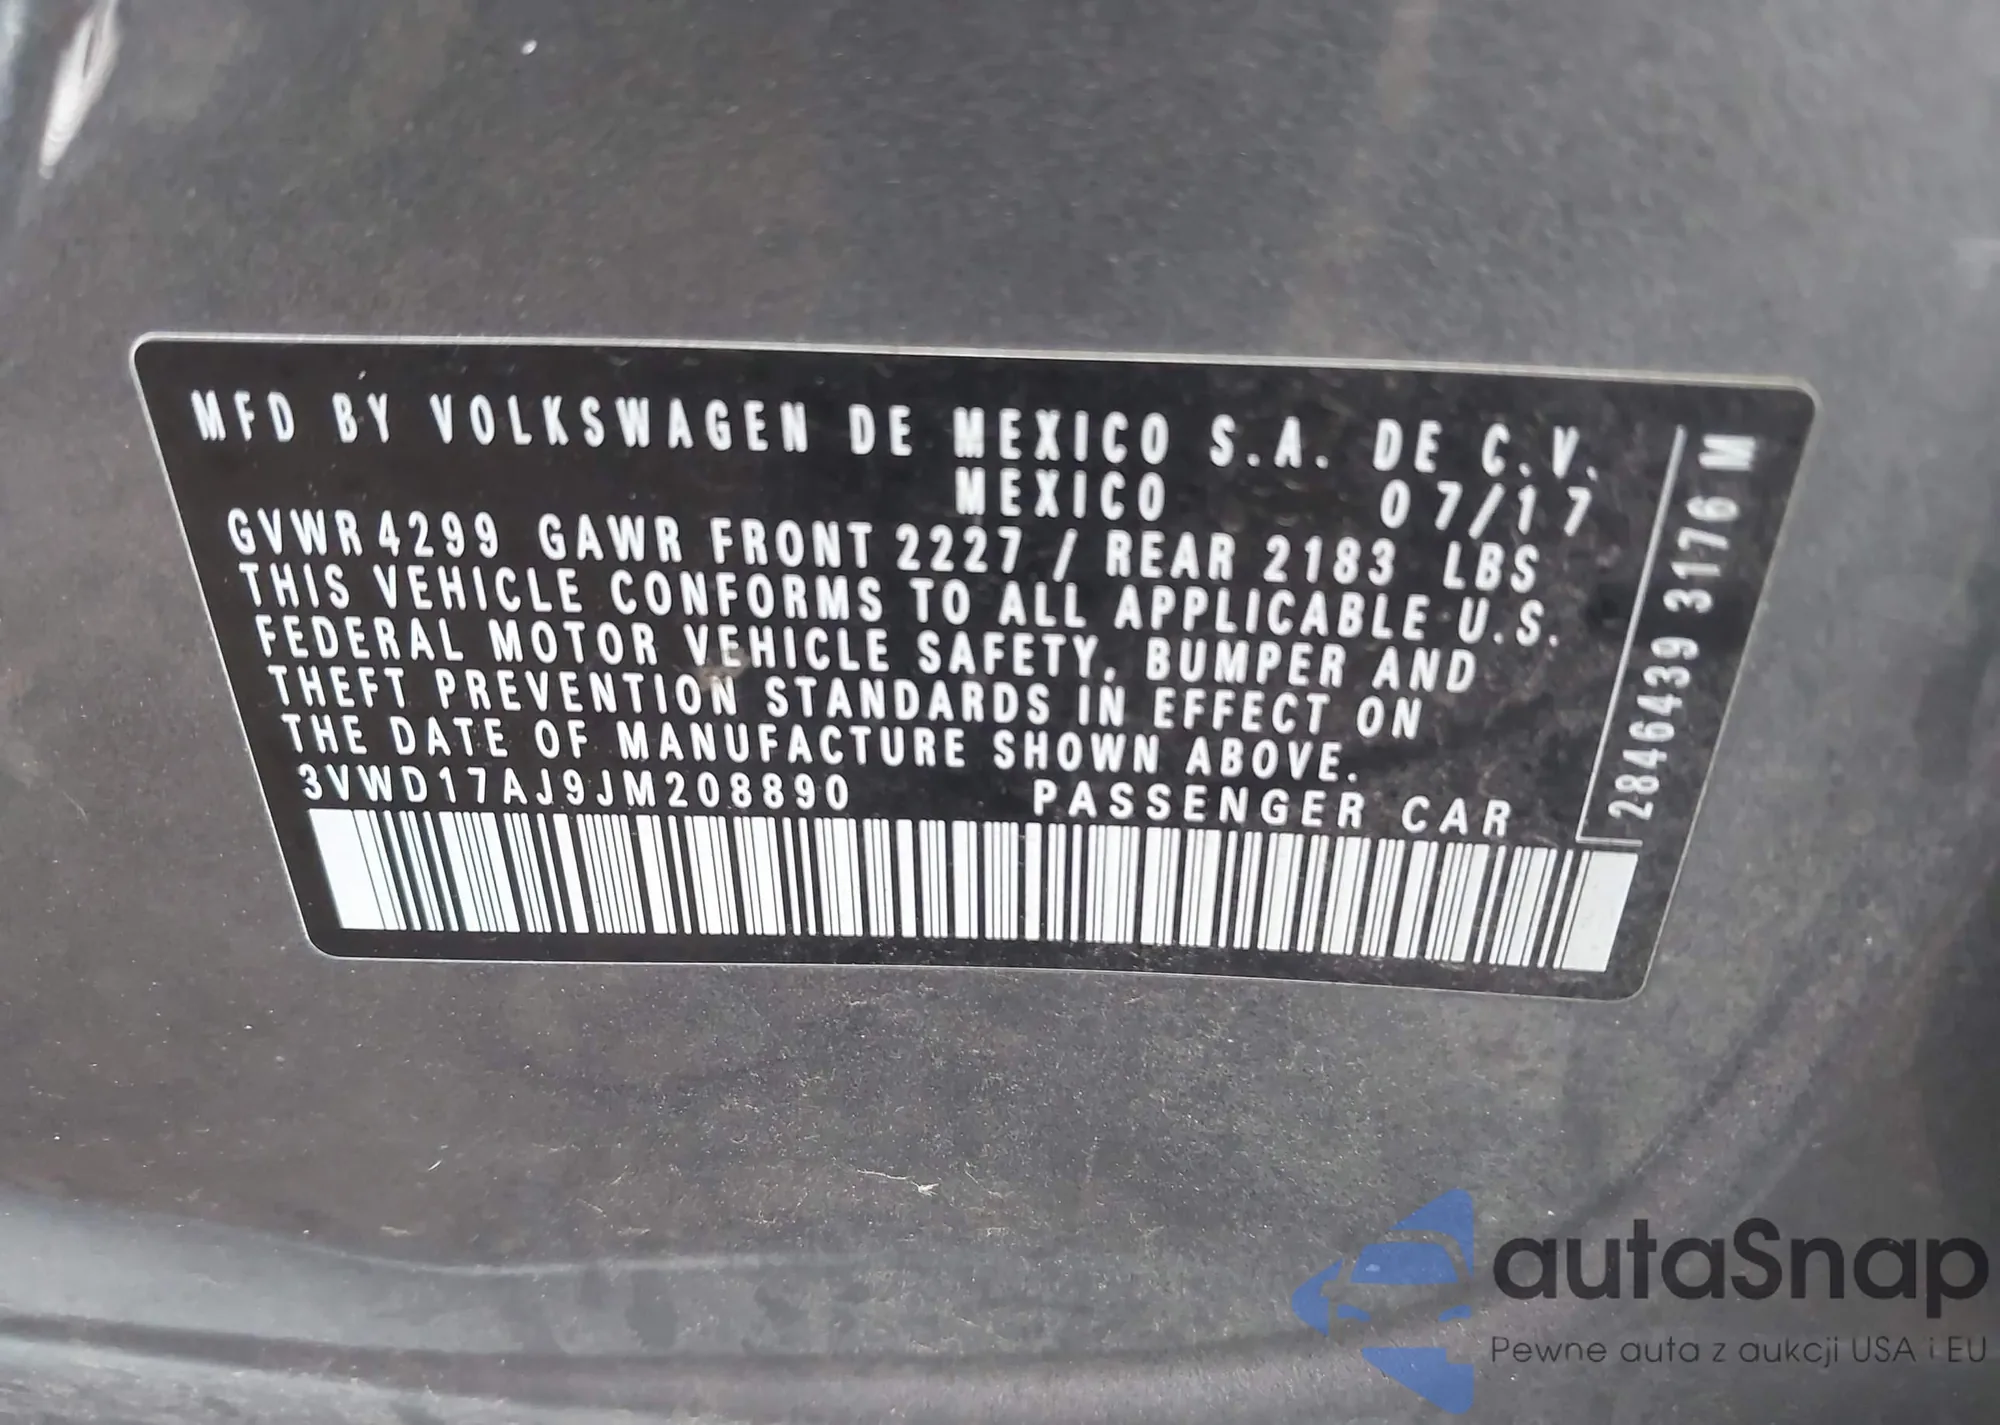 MFD BY VOLKSWAGEN DE MEXICO S.A. DE C.V.
MEXICO 07/17
GVWR 4299 GAWR FRONT 2227 / REAR 2183 LBS
THIS VEHICLE CONFORMS TO ALL APPLICABLE U.S.
FEDERAL MOTOR VEHICLE SAFETY, BUMPER AND
THEFT PREVENTION STANDARDS IN EFFECT ON
THE DATE OF MANUFACTURE SHOWN ABOVE.
3VWD17AJ9JM208890 PASSENGER CAR
2846439 3176 M
autaSnap
Pewne auta z aukcji USA i EU